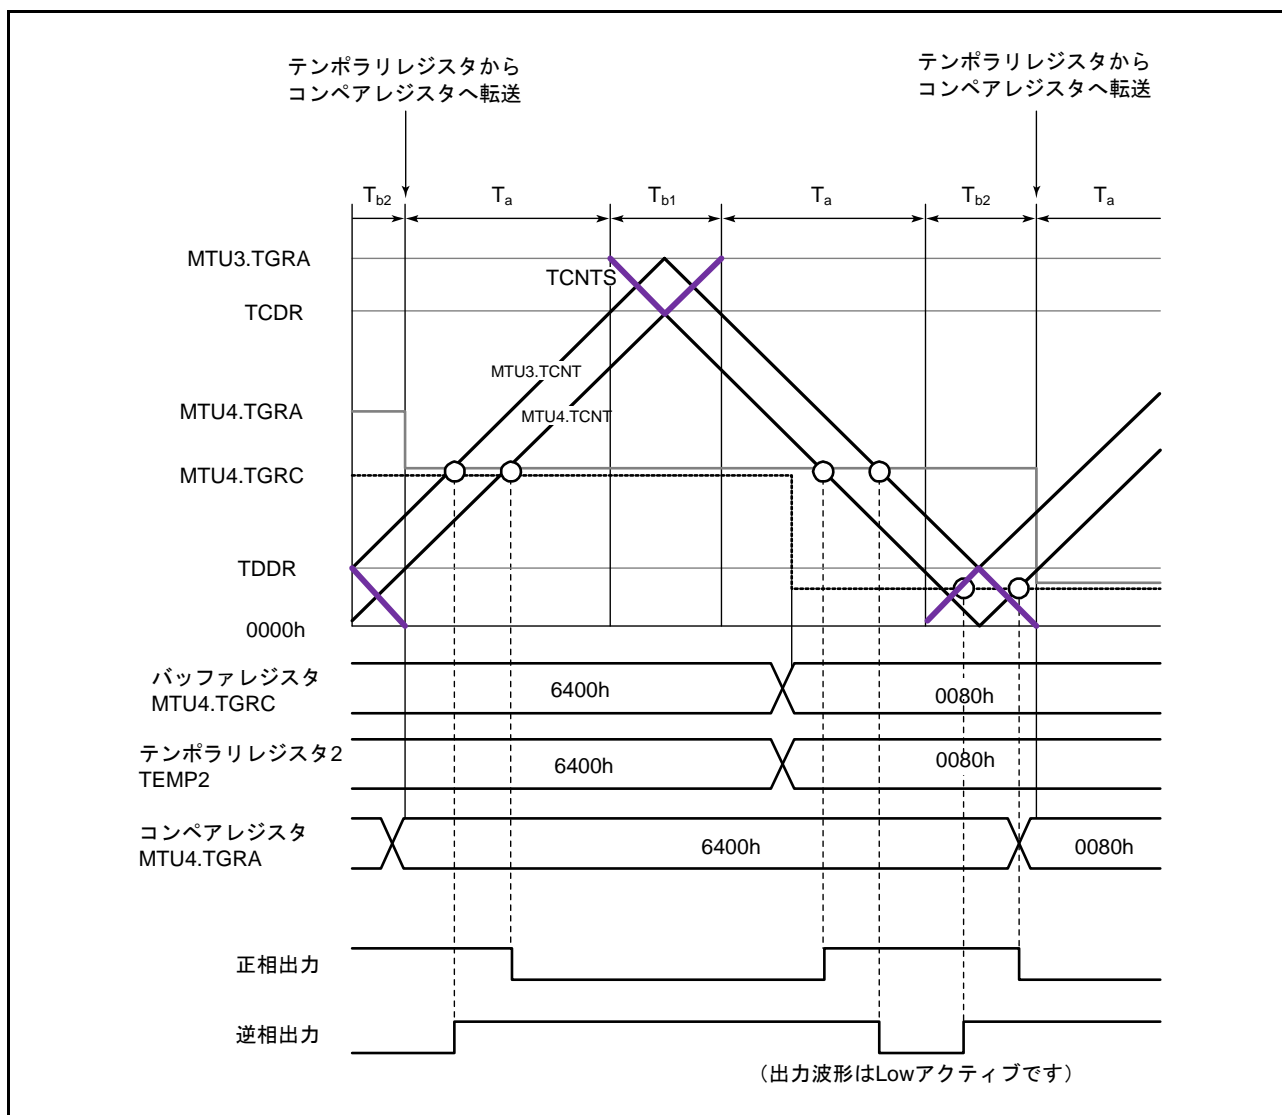 テンポラリレジスタから
コンペアレジスタへ転送
テンポラリレジスタから
コンペアレジスタへ転送
Tb2
Ta
Tb1
Ta
Tb2
Ta
MTU3.TGRA
TCNTS
TCDR
MTU3.TCNT
MTU4.TGRA
MTU4.TCNT
MTU4.TGRC
TDDR
0000h
バッファレジスタ
MTU4.TGRC
6400h
0080h
テンポラリレジスタ2
TEMP2
6400h
0080h
コンペアレジスタ
MTU4.TGRA
6400h
0080h
正相出力
逆相出力
（出力波形はLowアクティブです）